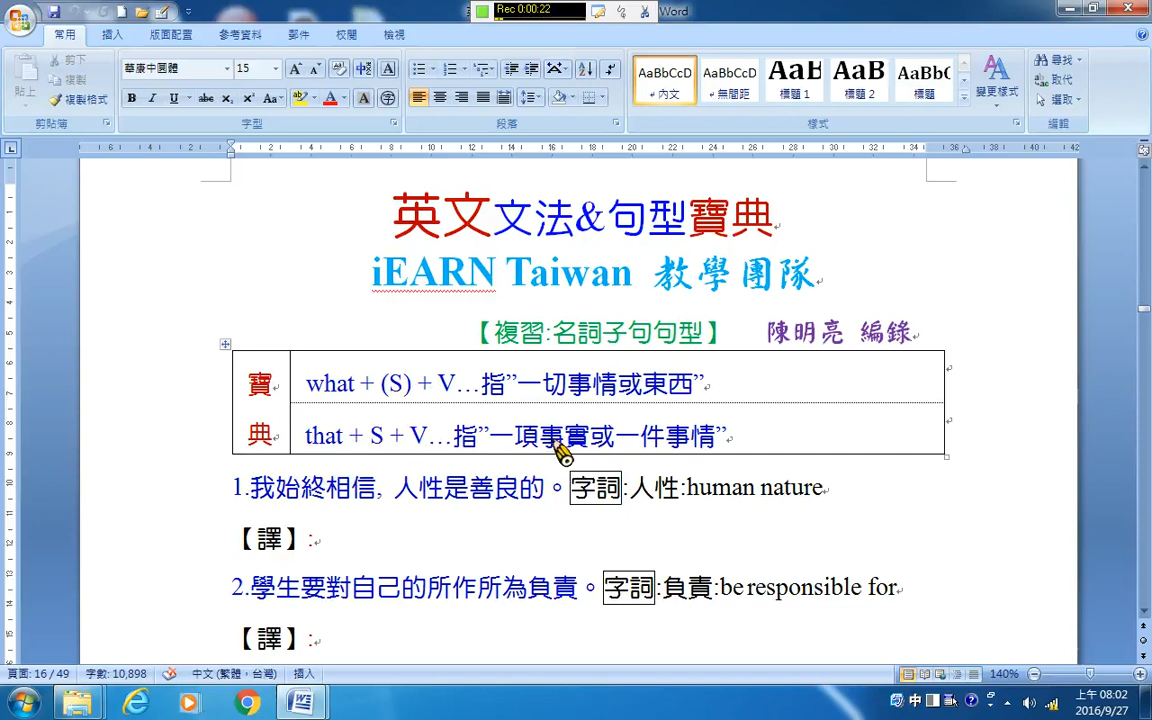 Rec 0:00:22
Word
常用 插入 版面配置 參考資料 郵件 校閱 檢視
貼上 剪下 複製 複製格式
華康中圓體 15
AaBbCcD AaBbCcD AaB AaB AaBbC
內文 無間距 標題 1 標題 2 標題
變更樣式
尋找 取代 選取
剪貼簿 字型 段落 樣式 編輯
英文文法&句型寶典
iEARN Taiwan 教學團隊
【複習:名詞子句句型】 陳明亮 編錄
寶 what + (S) + V…指”一切事情或東西”
典 that + S + V…指”一項事實或一件事情”
1.我始終相信, 人性是善良的。字詞:人性:human nature
【譯】:
2.學生要對自己的所作所為負責。字詞:負責:be responsible for
【譯】:
頁面: 16 / 49 字數: 10,898 中文 (繁體，台灣) 插入 140%
中 上午 08:02
2016/9/27